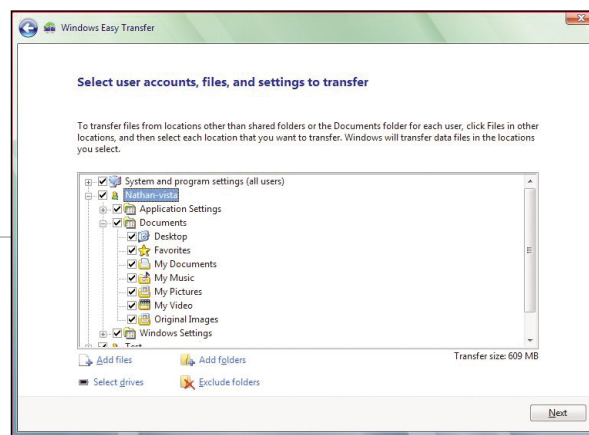 Windows Easy Transfer
Select user accounts, files, and settings to transfer
To transfer files from locations other than shared folders or the Documents folder for each user, click Files in other
locations, and then select each location that you want to transfer. Windows will transfer data files in the locations
you select.
System and program settings (all users)
Nathan-vista
Application Settings
Documents
Desktop
Favorites
My Documents
My Music
My Pictures
My Video
Original Images
Windows Settings
Test
Add files
Add folders
Transfer size: 609 MB
Select drives
Exclude folders
Next